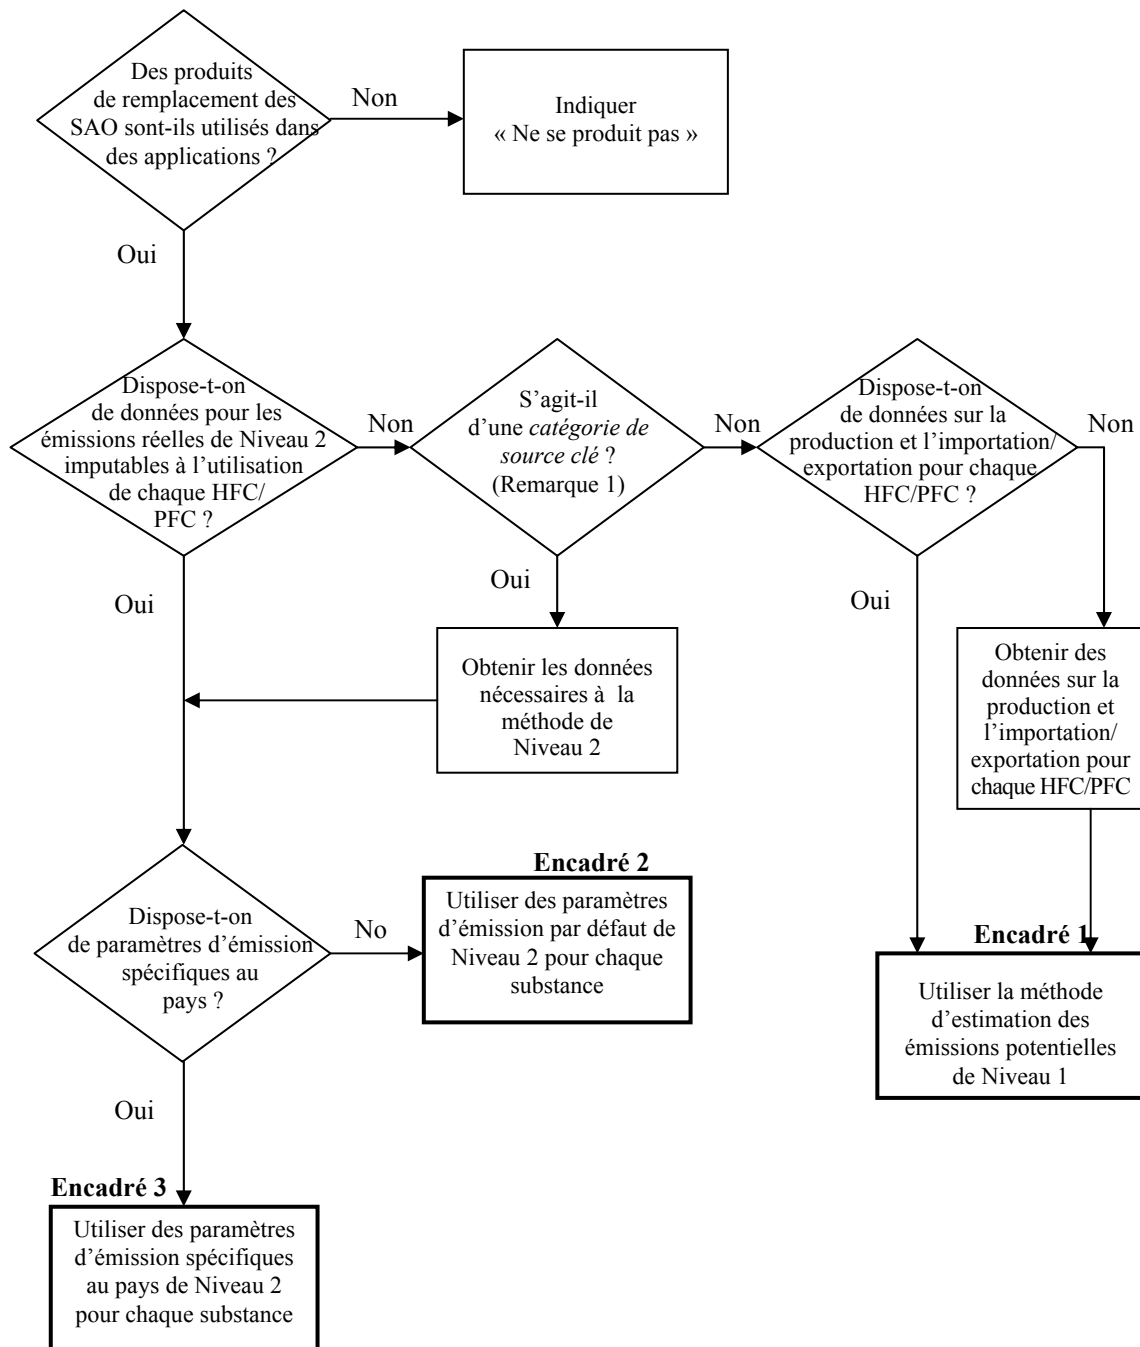 Des produits
de remplacement des
SAO sont-ils utilisés dans
des applications ?
Non
Indiquer
« Ne se produit pas »
Oui
Dispose-t-on
de données pour les
émissions réelles de Niveau 2
imputables à l’utilisation
de chaque HFC/
PFC ?
Non
S’agit-il
d’une catégorie de
source clé ?
(Remarque 1)
Non
Dispose-t-on
de données sur la
production et l’importation/
exportation pour chaque
HFC/PFC ?
Non
Oui
Oui
Oui
Obtenir les données
nécessaires à la
méthode de
Niveau 2
Obtenir des
données sur la
production et
l’importation/
exportation pour
chaque HFC/PFC
Dispose-t-on
de paramètres d’émission
spécifiques au
pays ?
No
Encadré 2
Utiliser des paramètres
d’émission par défaut de
Niveau 2 pour chaque
substance
Encadré 1
Utiliser la méthode
d’estimation des
émissions potentielles
de Niveau 1
Oui
Encadré 3
Utiliser des paramètres
d’émission spécifiques
au pays de Niveau 2
pour chaque substance